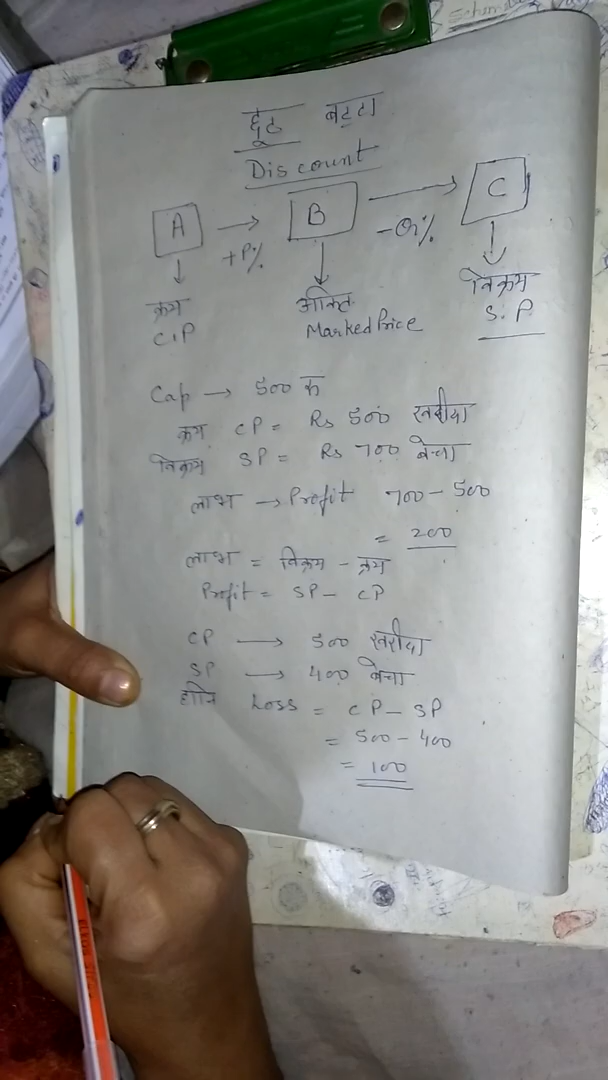 छूट बट्टा
Discount
A → B → C
+P% -Q%
क्रय अंकित विक्रय
C.P Marked Price S.P
Cap → 500 रू
क्रय CP = Rs 500 खरीदा
विक्रय SP = Rs 700 बेचा
लाभ → Profit 700 - 500
= 200
लाभ = विक्रय - क्रय
Profit = SP - CP
CP → 500 खरीदा
SP → 400 बेचा
हानि Loss = CP - SP
= 500 - 400
= 100